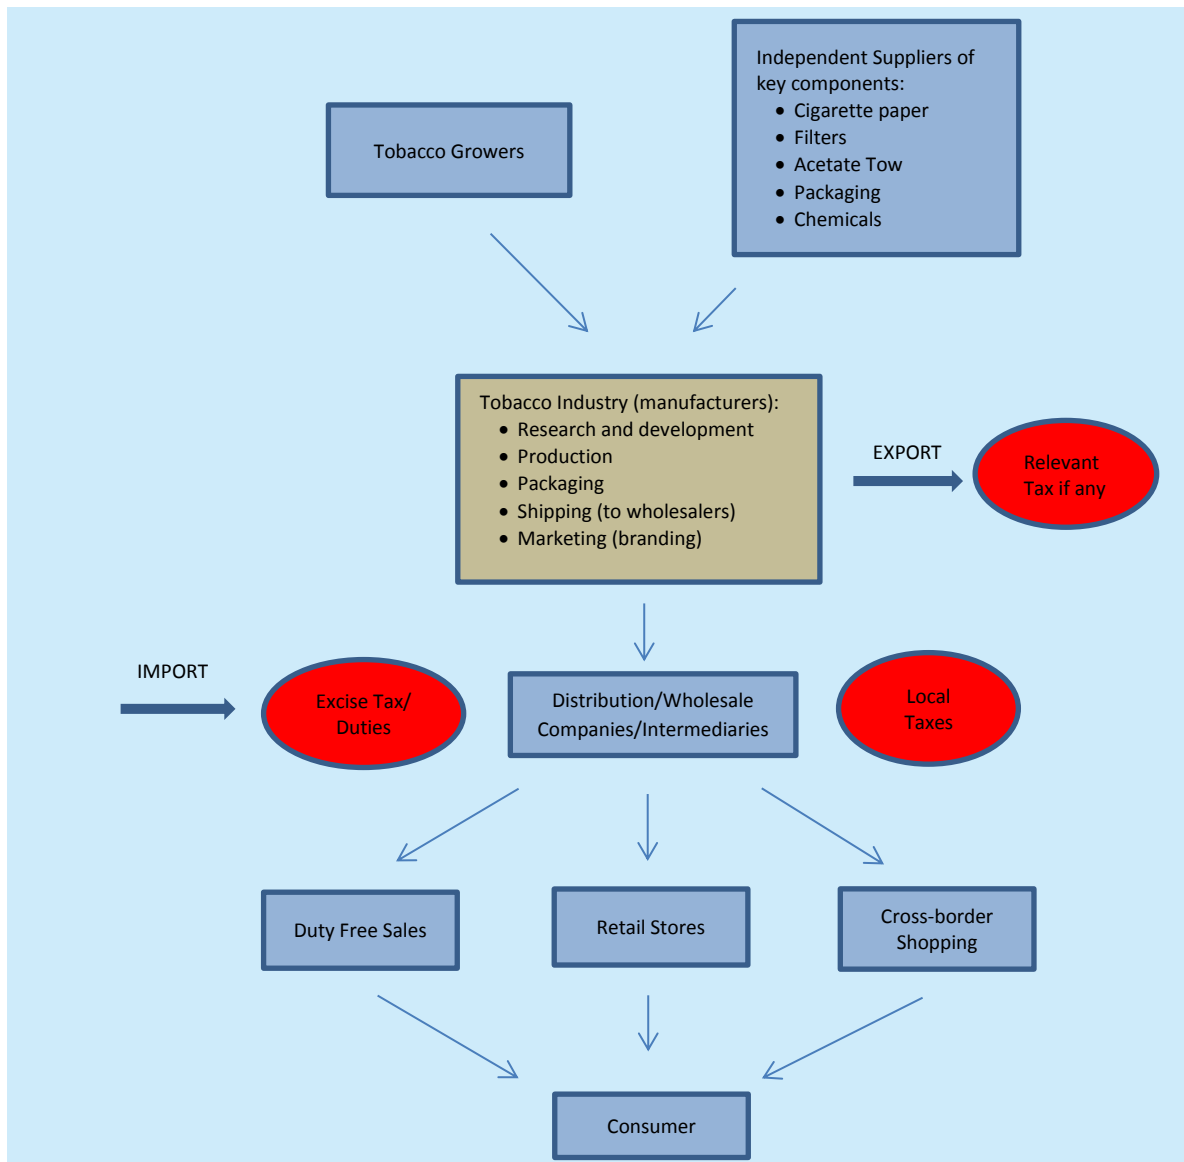 Independent Suppliers of
key components:
• Cigarette paper
• Filters
• Acetate Tow
• Packaging
• Chemicals
Tobacco Growers
Tobacco Industry (manufacturers):
• Research and development
• Production
• Packaging
• Shipping (to wholesalers)
• Marketing (branding)
EXPORT
Relevant
Tax if any
IMPORT
Excise Tax/
Duties
Distribution/Wholesale
Companies/Intermediaries
Local
Taxes
Duty Free Sales
Retail Stores
Cross-border
Shopping
Consumer